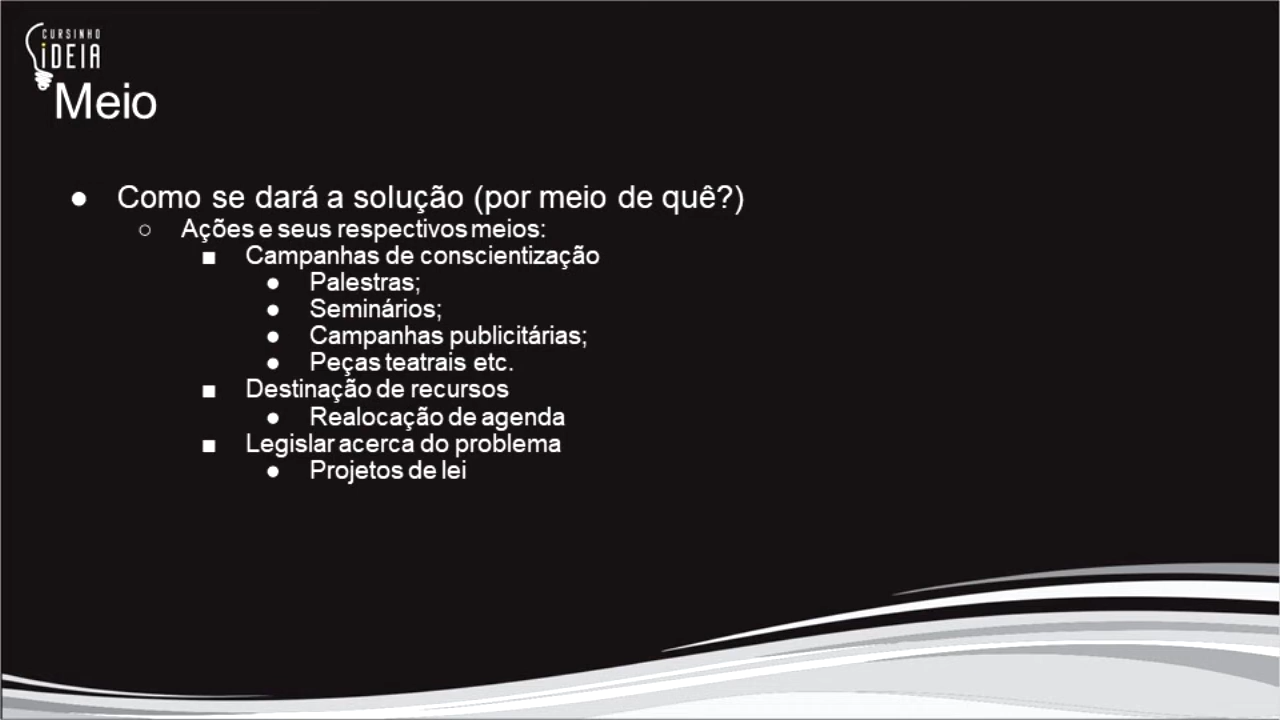 CURSINHO
iDEIA
Meio
● Como se dará a solução (por meio de quê?)
○ Ações e seus respectivos meios:
■ Campanhas de conscientização
● Palestras;
● Seminários;
● Campanhas publicitárias;
● Peças teatrais etc.
■ Destinação de recursos
● Realocação de agenda
■ Legislar acerca do problema
● Projetos de lei